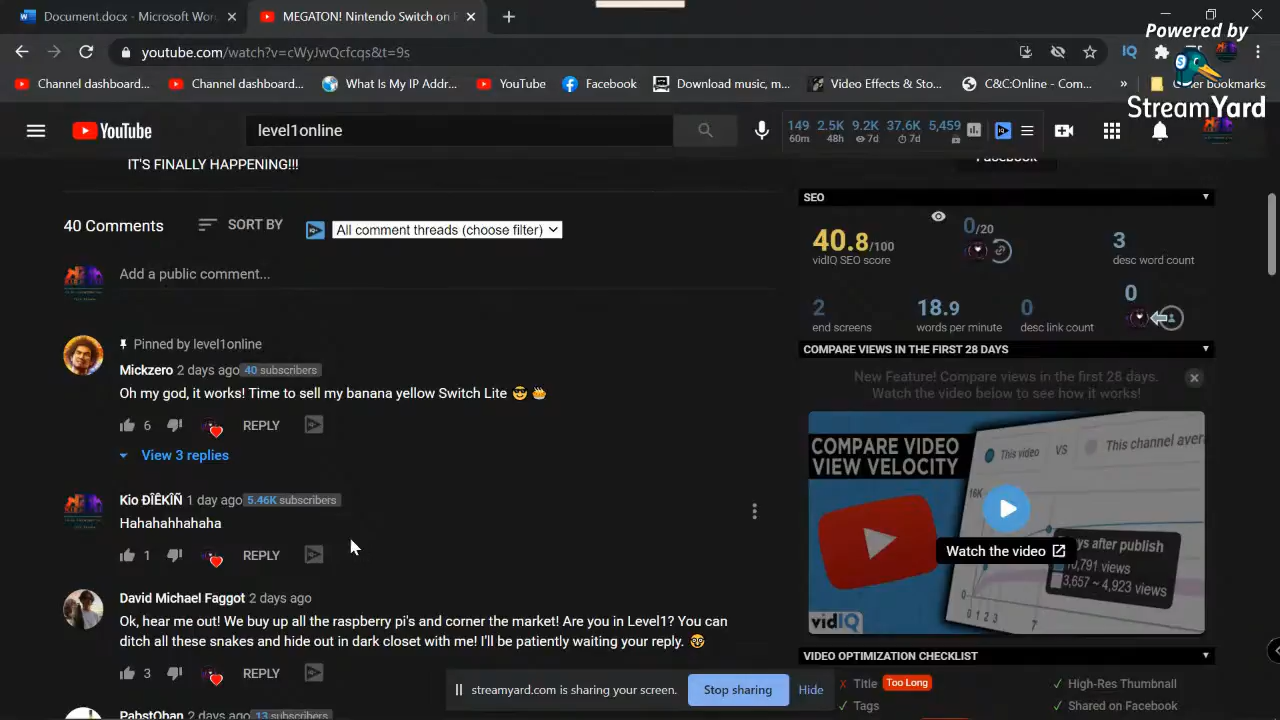 Document.docx - Microsoft Wor
MEGATON! Nintendo Switch on
Powered by
StreamYard
youtube.com/watch?v=cWyJwQcfcqs&t=9s
Channel dashboard...
Channel dashboard...
What Is My IP Addr...
YouTube
Facebook
Download music, m...
Video Effects & Sto...
C&C:Online - Com...
bookmarks
YouTube
level1online
149 2.5K 9.2K 37.6K 5,459
60m 48h 7d 7d
IT'S FINALLY HAPPENING!!!
Facebook
40 Comments
SORT BY
All comment threads (choose filter)
Add a public comment...
Pinned by level1online
Mickzero 2 days ago 40 subscribers
Oh my god, it works! Time to sell my banana yellow Switch Lite 😎 🍻
6 REPLY
View 3 replies
Kio ĐÎÊKÎÑ 1 day ago 5.46K subscribers
Hahahahhahaha
1 REPLY
David Michael Faggot 2 days ago
Ok, hear me out! We buy up all the raspberry pi's and corner the market! Are you in Level1? You can
ditch all these snakes and hide out in dark closet with me! I'll be patiently waiting your reply. 🤓
3 REPLY
PabstOhan 2 days ago 13 subscribers
SEO
40.8/100
vidIQ SEO score
0/20
3
desc word count
2
end screens
18.9
words per minute
0
desc link count
0
COMPARE VIEWS IN THE FIRST 28 DAYS
New Feature! Compare views in the first 28 days.
Watch the video below to see how it works!
COMPARE VIDEO
VIEW VELOCITY
This video VS This channel aver
16K
Watch the video
ys after publish
10,791 views
3,657 ~ 4,923 views
0 1 2 3 7
vidIQ
VIDEO OPTIMIZATION CHECKLIST
Title Too Long
High-Res Thumbnail
Tags
Shared on Facebook
streamyard.com is sharing your screen.
Stop sharing
Hide